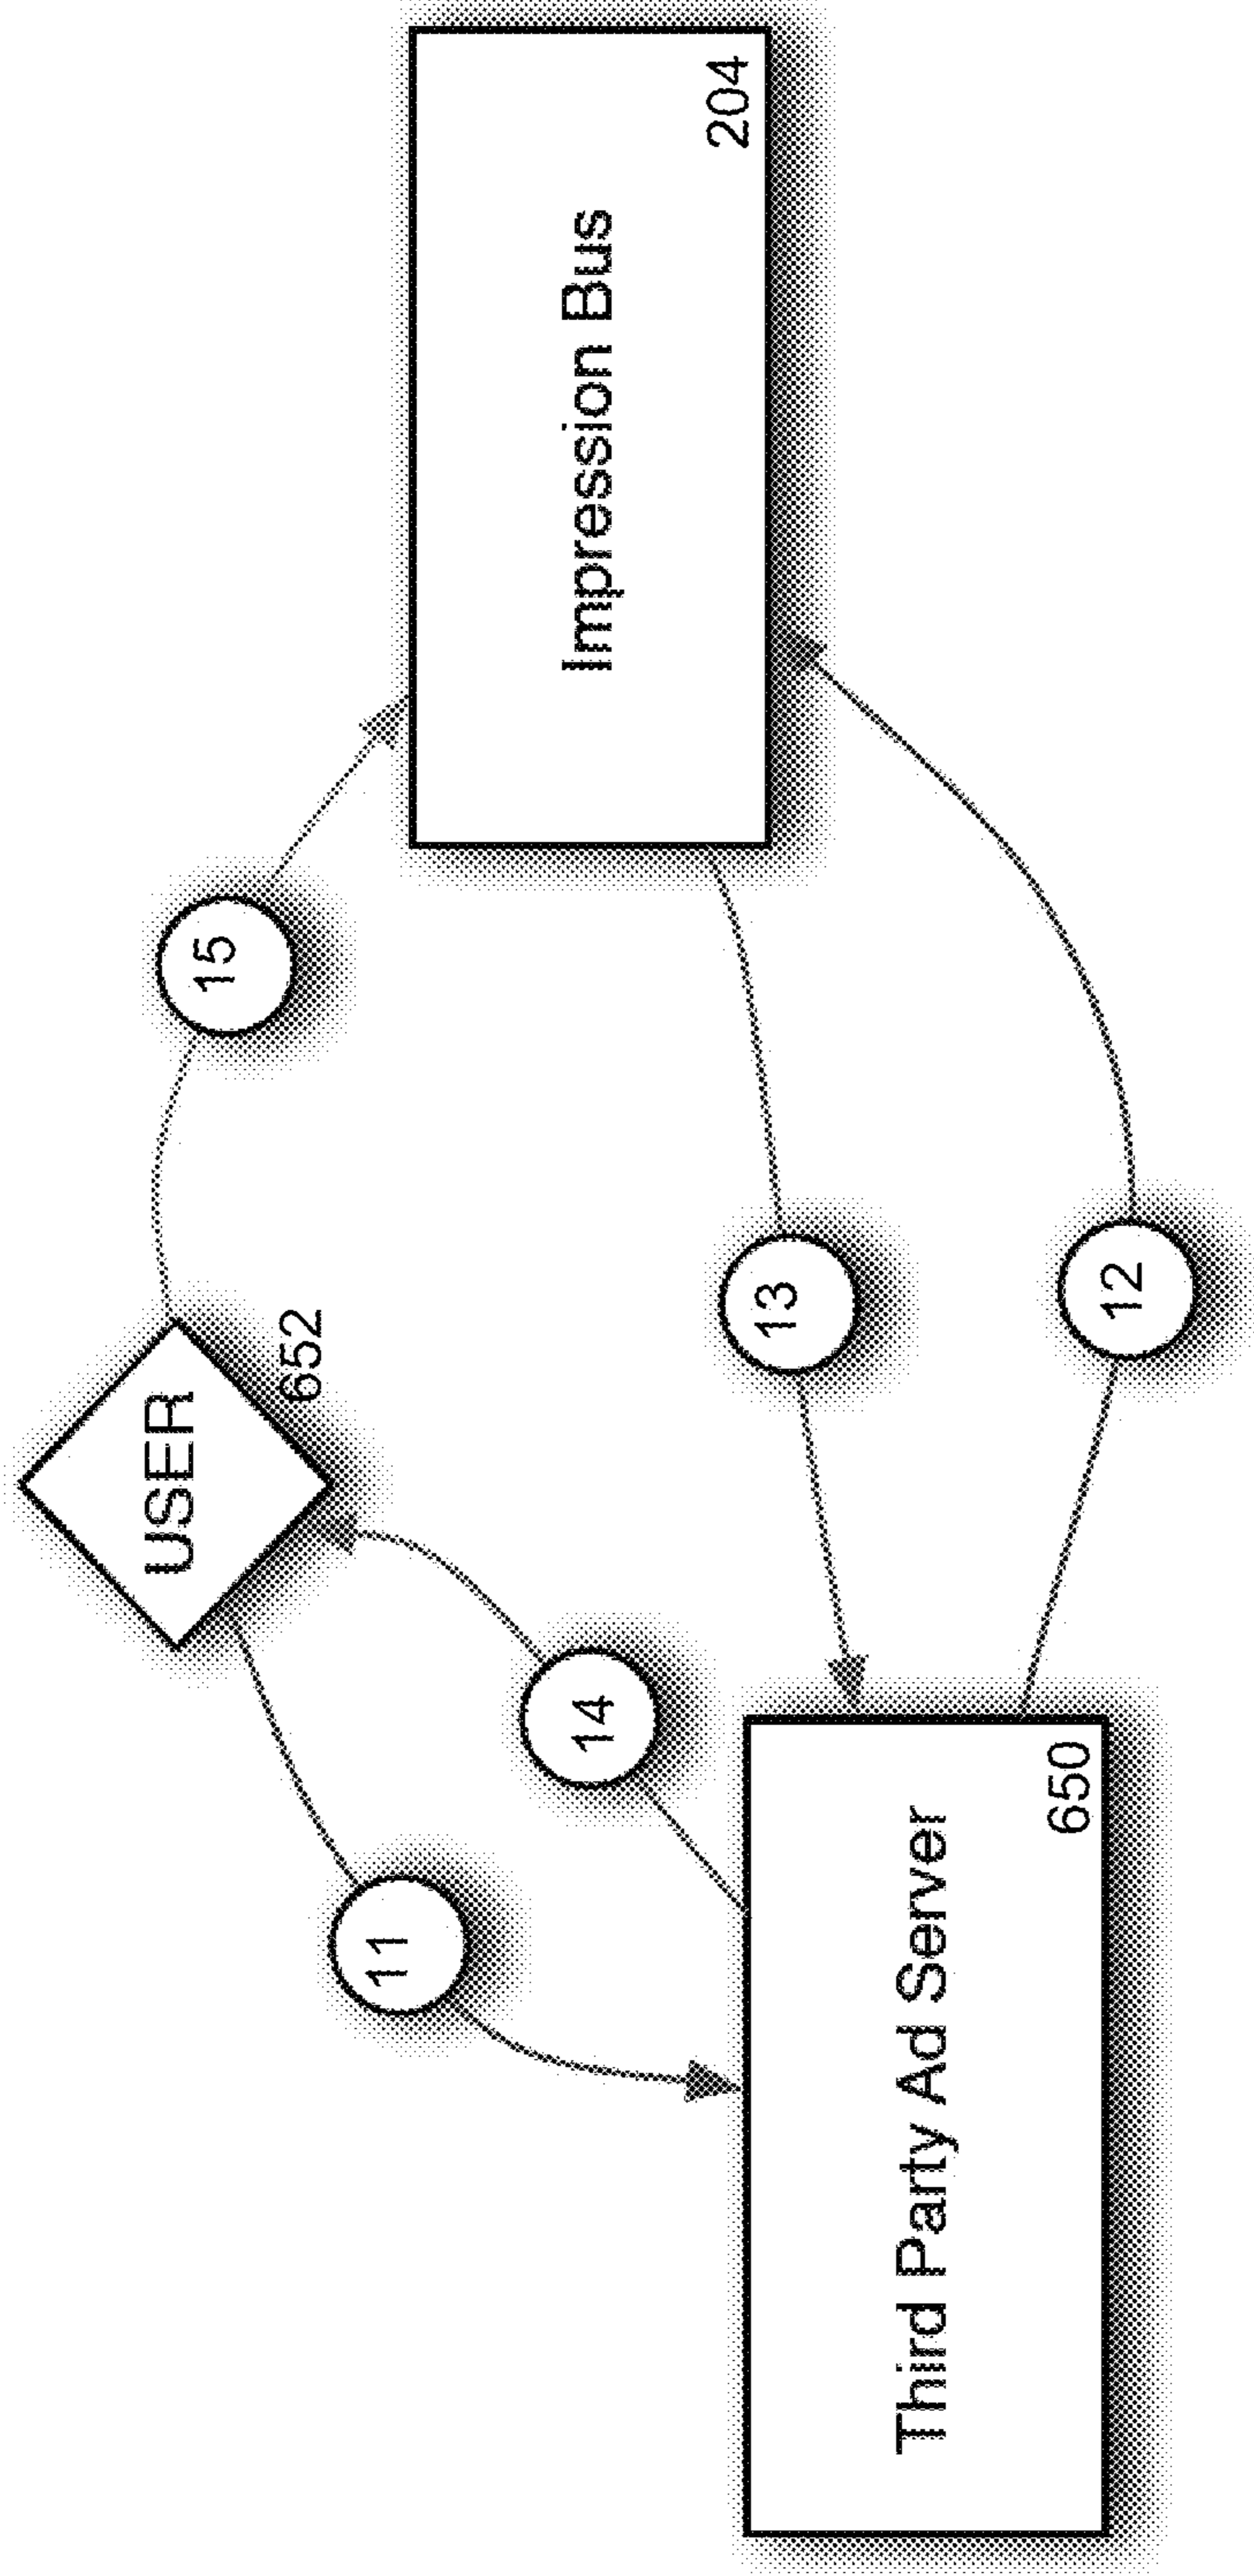 USER
652
15
11
14
Impression Bus
204
13
12
Third Party Ad Server
650